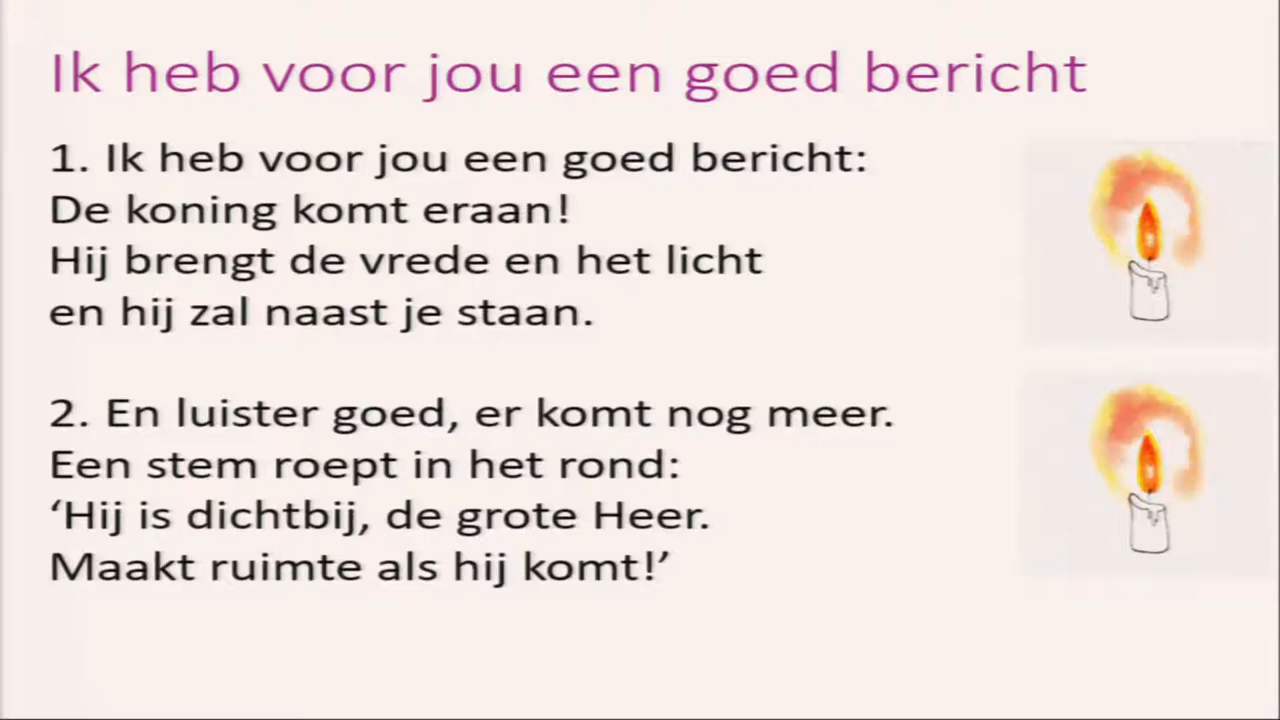 Ik heb voor jou een goed bericht
1. Ik heb voor jou een goed bericht:
De koning komt eraan!
Hij brengt de vrede en het licht
en hij zal naast je staan.
2. En luister goed, er komt nog meer.
Een stem roept in het rond:
‘Hij is dichtbij, de grote Heer.
Maakt ruimte als hij komt!’